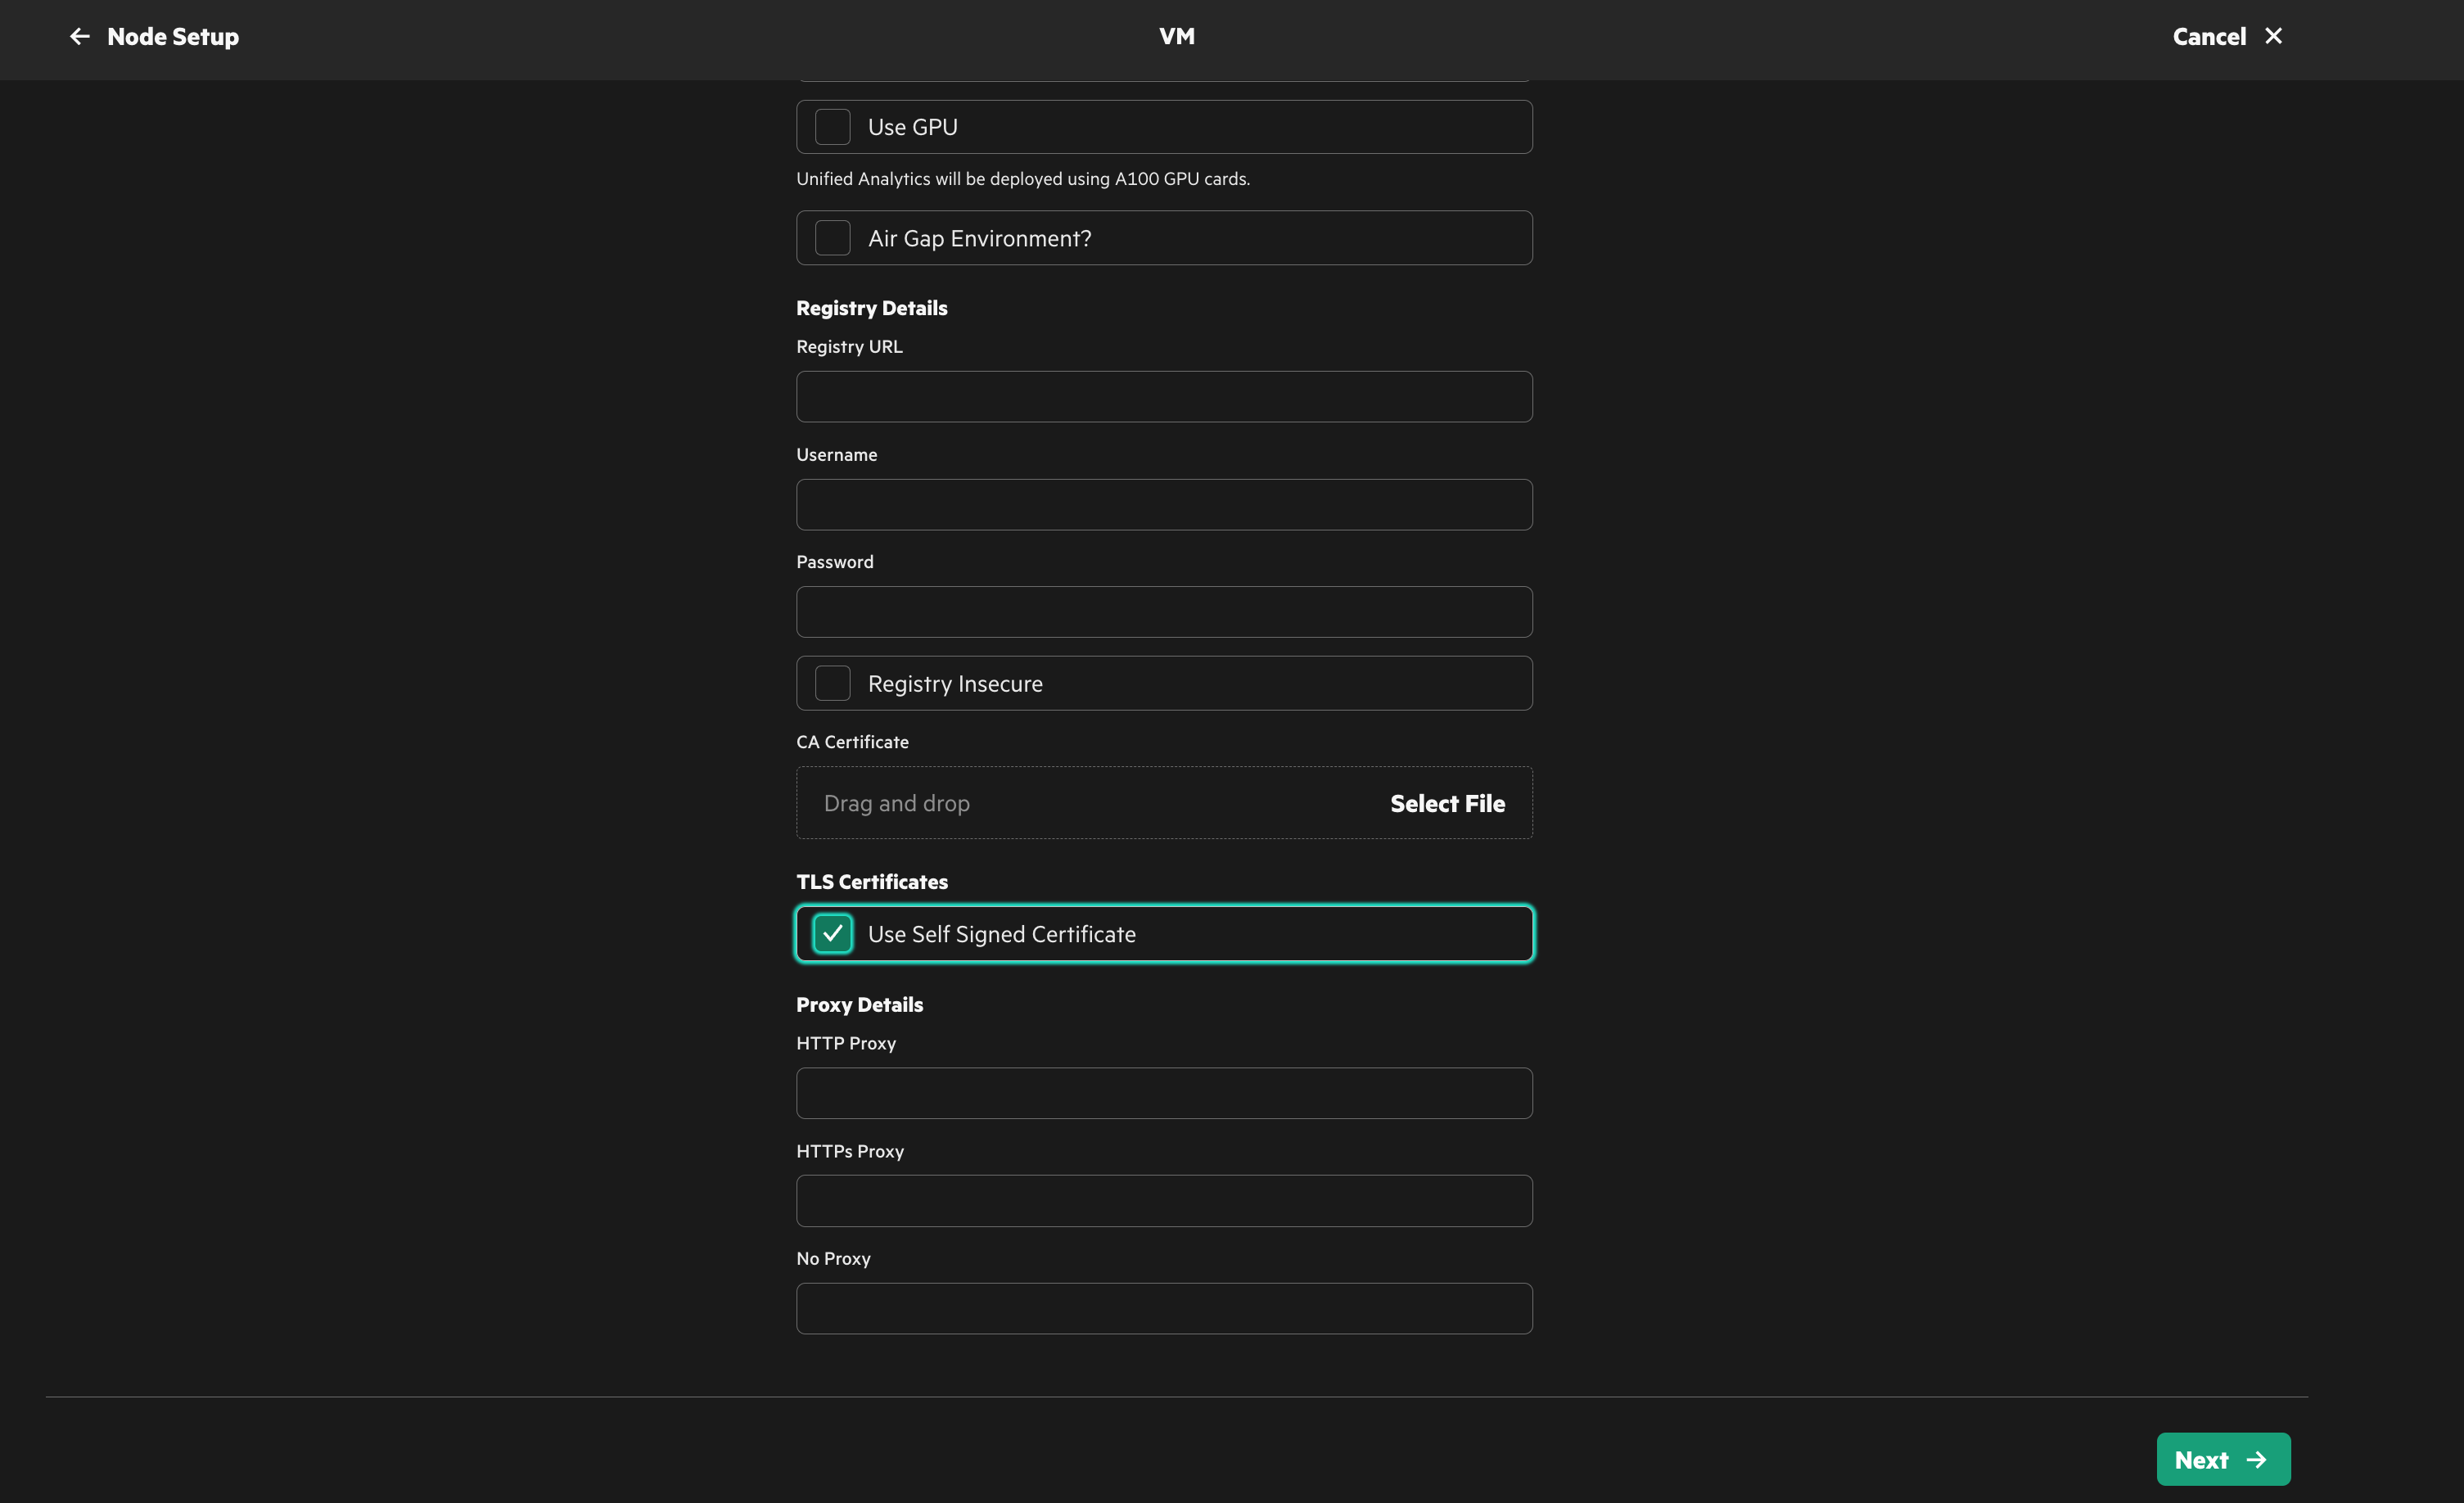 Node Setup
VM
Cancel
Use GPU
Unified Analytics will be deployed using A100 GPU cards.
Air Gap Environment?
Registry Details
Registry URL
Username
Password
Registry Insecure
CA Certificate
Drag and drop
Select File
TLS Certificates
Use Self Signed Certificate
Proxy Details
HTTP Proxy
HTTPs Proxy
No Proxy
Next